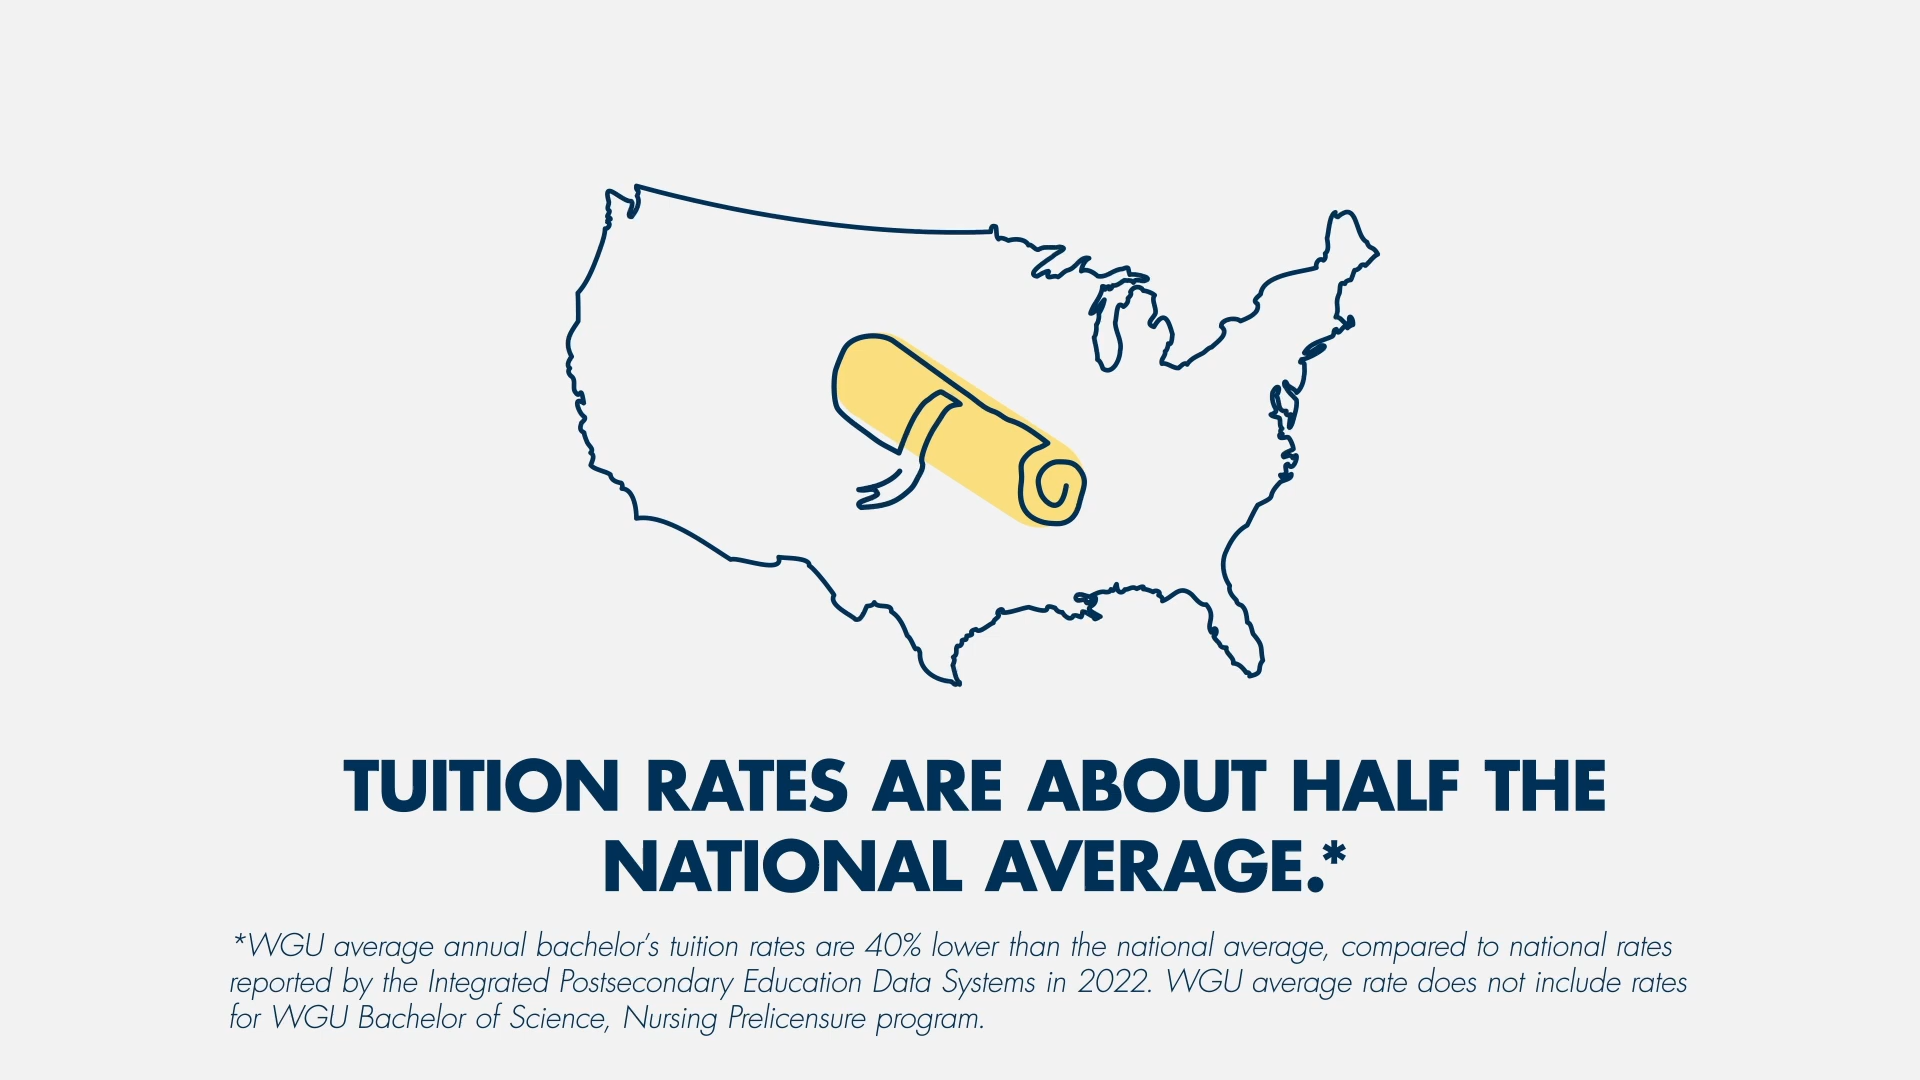 TUITION RATES ARE ABOUT HALF THE
NATIONAL AVERAGE.*
*WGU average annual bachelor's tuition rates are 40% lower than the national average, compared to national rates
reported by the Integrated Postsecondary Education Data Systems in 2022. WGU average rate does not include rates
for WGU Bachelor of Science, Nursing Prelicensure program.